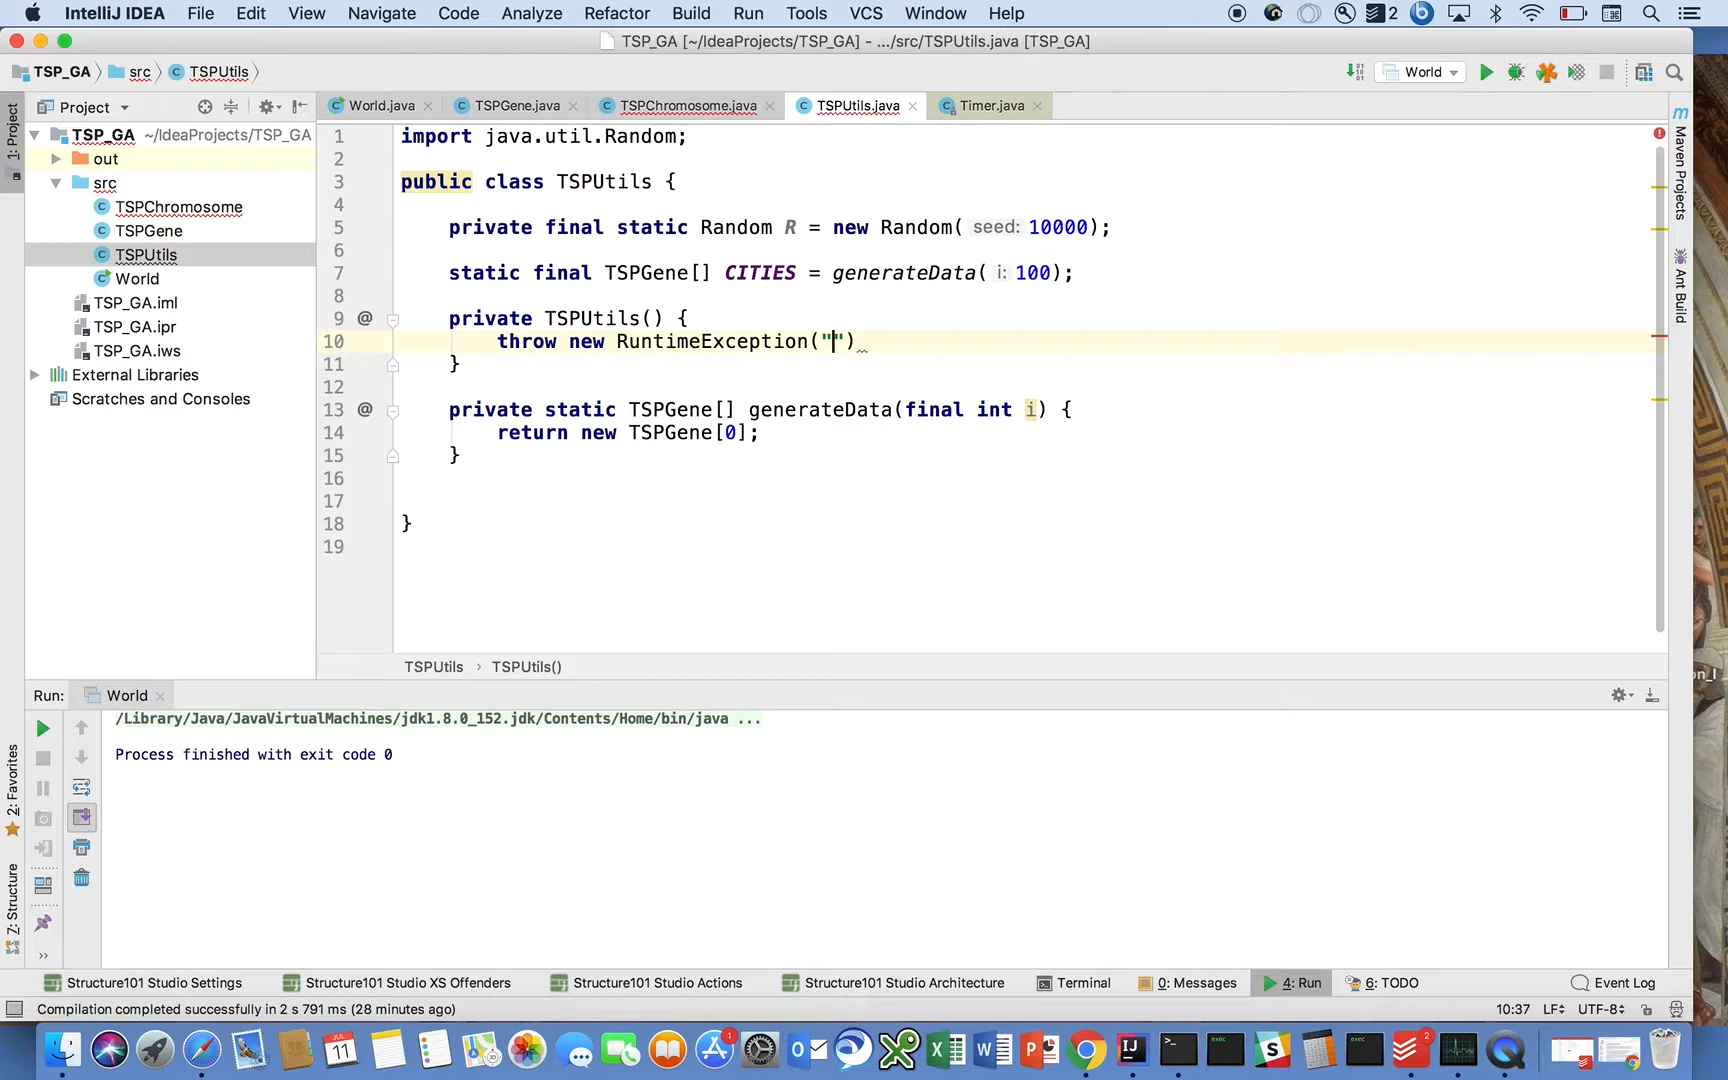 IntelliJ IDEA File Edit View Navigate Code Analyze Refactor Build Run Tools VCS Window Help 2
TSP_GA [~/IdeaProjects/TSP_GA] - .../src/TSPUtils.java [TSP_GA]
TSP_GA src TSPUtils World
Project World.java TSPGene.java TSPChromosome.java TSPUtils.java Timer.java
1: Project
TSP_GA ~/IdeaProjects/TSP_GA
out
src
TSPChromosome
TSPGene
TSPUtils
World
TSP_GA.iml
TSP_GA.ipr
TSP_GA.iws
External Libraries
Scratches and Consoles
1 import java.util.Random;
2
3 public class TSPUtils {
4
5 private final static Random R = new Random( seed: 10000);
6
7 static final TSPGene[] CITIES = generateData( i: 100);
8
9 @ private TSPUtils() {
10 throw new RuntimeException("")
11 }
12
13 @ private static TSPGene[] generateData(final int i) {
14 return new TSPGene[0];
15 }
16
17
18 }
19
Maven Projects
Ant Build
TSPUtils › TSPUtils()
Run: World
/Library/Java/JavaVirtualMachines/jdk1.8.0_152.jdk/Contents/Home/bin/java ...
Process finished with exit code 0
2: Favorites
Z: Structure
Structure101 Studio Settings Structure101 Studio XS Offenders Structure101 Studio Actions Structure101 Studio Architecture Terminal 0: Messages 4: Run 6: TODO Event Log
Compilation completed successfully in 2 s 791 ms (28 minutes ago) 10:37 LF UTF-8
JUL
11
1
2